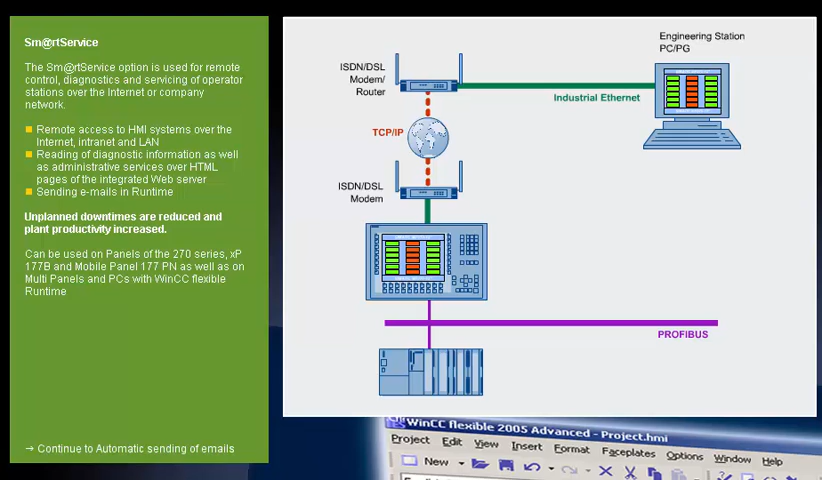 Sm@rtService
The Sm@rtService option is used for remote
control, diagnostics and servicing of operator
stations over the Internet or company
network.
Remote access to HMI systems over the
Internet, intranet and LAN
Reading of diagnostic information as well
as administrative services over HTML
pages of the integrated Web server
Sending e-mails in Runtime
Unplanned downtimes are reduced and
plant productivity increased.
Can be used on Panels of the 270 series, xP
177B and Mobile Panel 177 PN as well as on
Multi Panels and PCs with WinCC flexible
Runtime
→ Continue to Automatic sending of emails
ISDN/DSL
Modem/
Router
Engineering Station
PC/PG
Industrial Ethernet
TCP/IP
ISDN/DSL
Modem
PROFIBUS
WinCC flexible 2005 Advanced - Project.hmi
Project Edit View Insert Format Faceplates Options Window Help
New